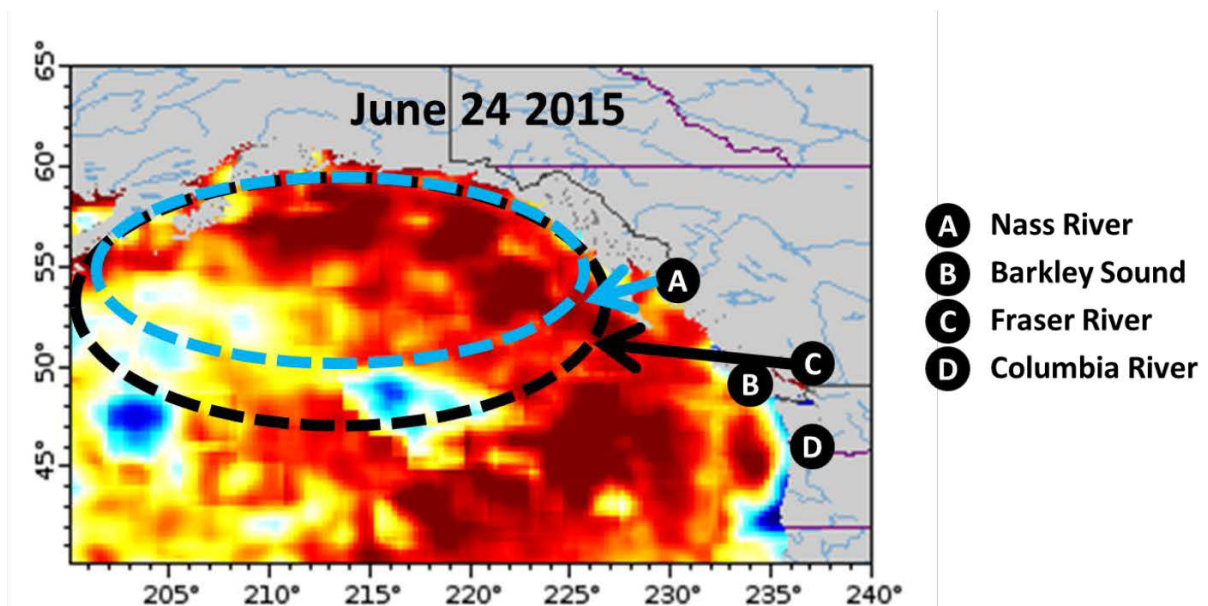 June 24 2015
65°
60°
55°
50°
45°
205° 210° 215° 220° 225° 230° 235° 240°
A
C
B
D
A Nass River
B Barkley Sound
C Fraser River
D Columbia River